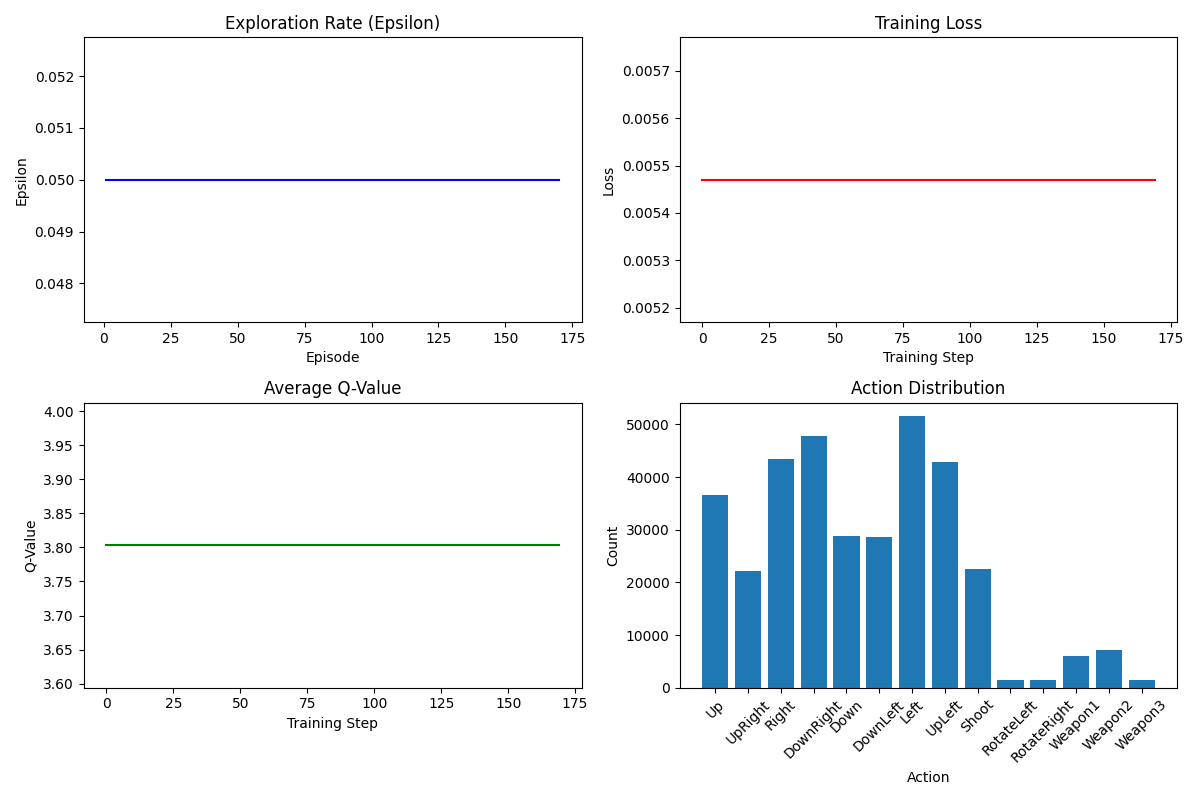 Exploration Rate (Epsilon)
0.052
0.051
0.050
0.049
0.048
Epsilon
0 25 50 75 100 125 150 175
Episode
Training Loss
0.0057
0.0056
0.0055
0.0054
0.0053
0.0052
Loss
0 25 50 75 100 125 150 175
Training Step
Average Q-Value
4.00
3.95
3.90
3.85
3.80
3.75
3.70
3.65
3.60
Q-Value
0 25 50 75 100 125 150 175
Training Step
Action Distribution
50000
40000
30000
20000
10000
0
Count
Up
UpRight
Right
DownRight
Down
DownLeft
Left
UpLeft
Shoot
RotateLeft
RotateRight
Weapon1
Weapon2
Weapon3
Action